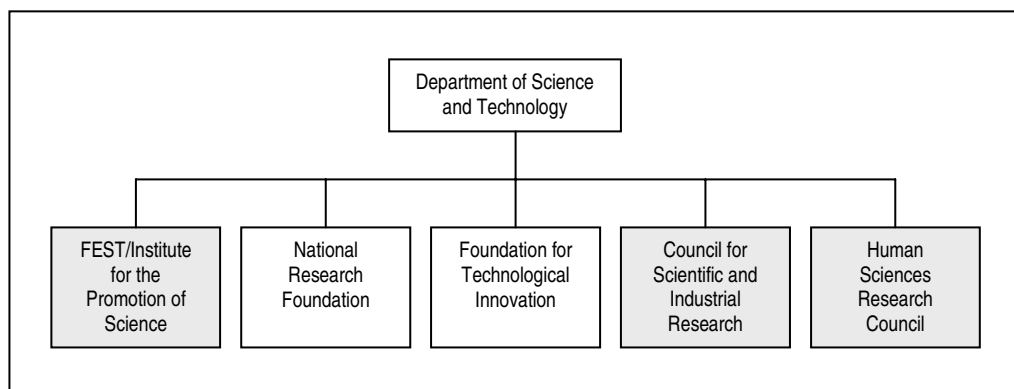 Department of Science
and Technology
FEST/Institute
for the
Promotion of
Science
National
Research
Foundation
Foundation for
Technological
Innovation
Council for
Scientific and
Industrial
Research
Human
Sciences
Research
Council